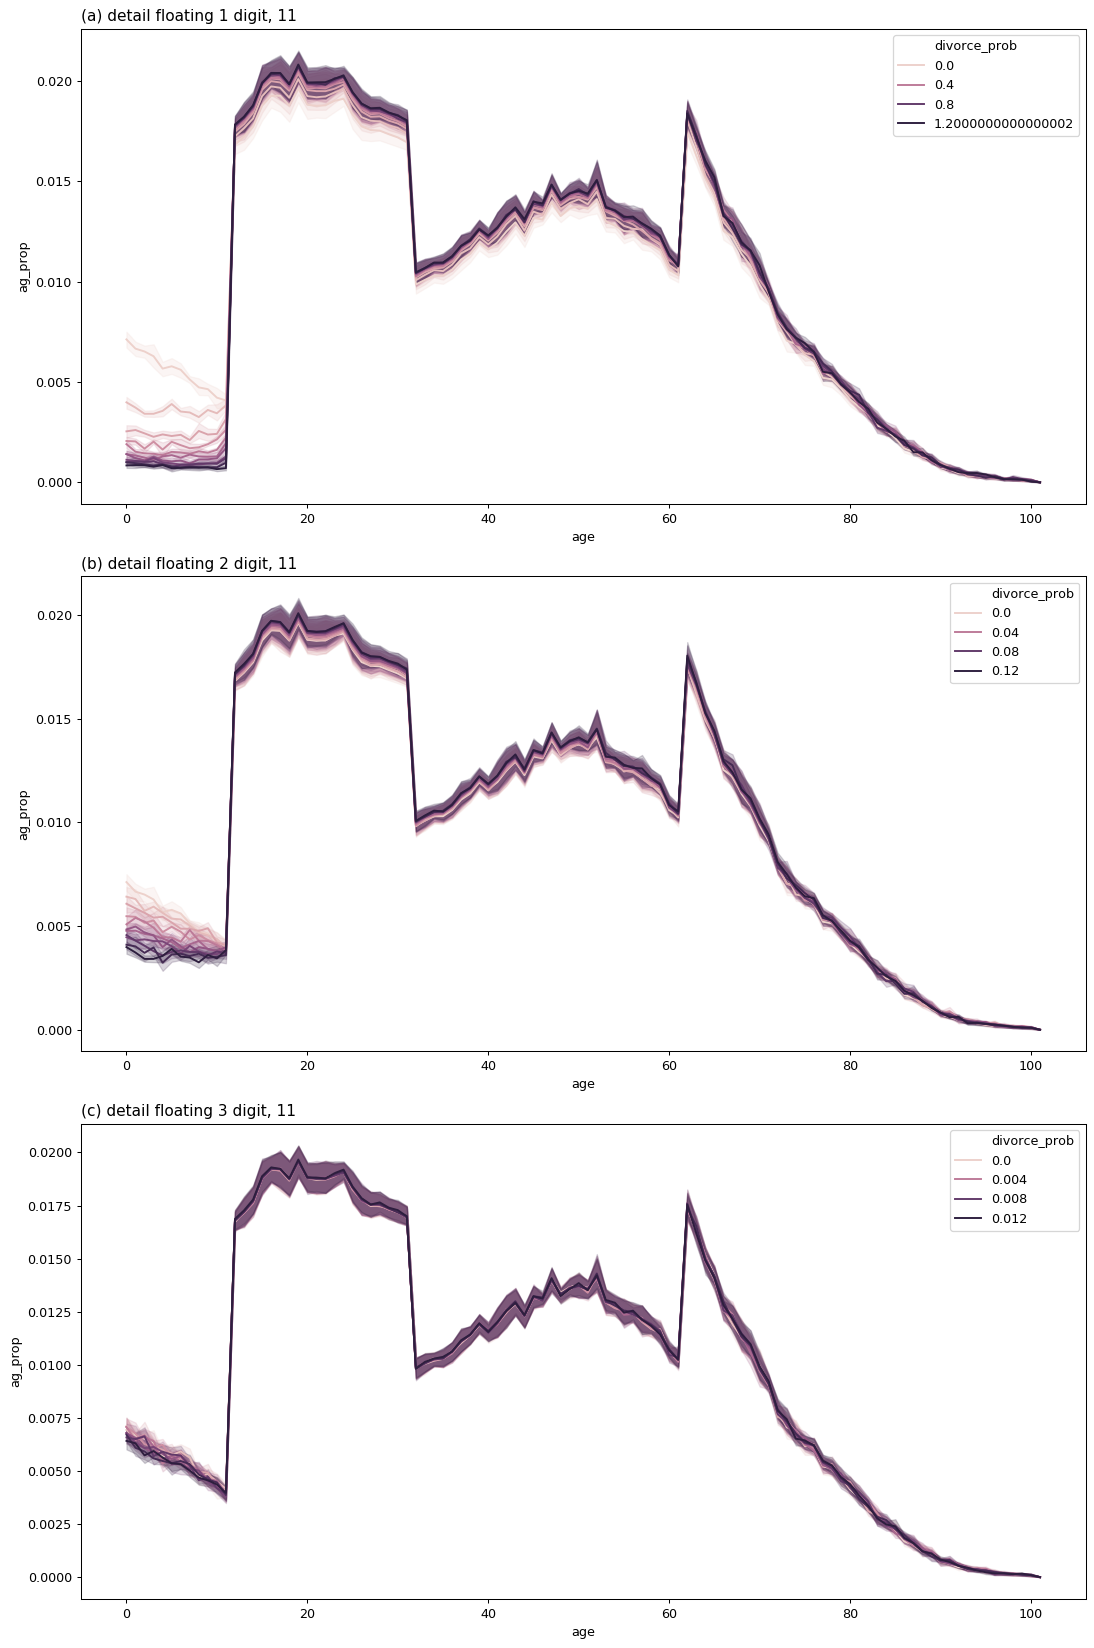 (a) detail floating 1 digit, 11
divorce_prob
0.0
0.4
0.8
1.2000000000000002
0.020
0.015
0.010
0.005
0.000
ag_prop
0 20 40 60 80 100
age
(b) detail floating 2 digit, 11
divorce_prob
0.0
0.04
0.08
0.12
0.020
0.015
0.010
0.005
0.000
ag_prop
0 20 40 60 80 100
age
(c) detail floating 3 digit, 11
divorce_prob
0.0
0.004
0.008
0.012
0.0200
0.0175
0.0150
0.0125
0.0100
0.0075
0.0050
0.0025
0.0000
ag_prop
0 20 40 60 80 100
age